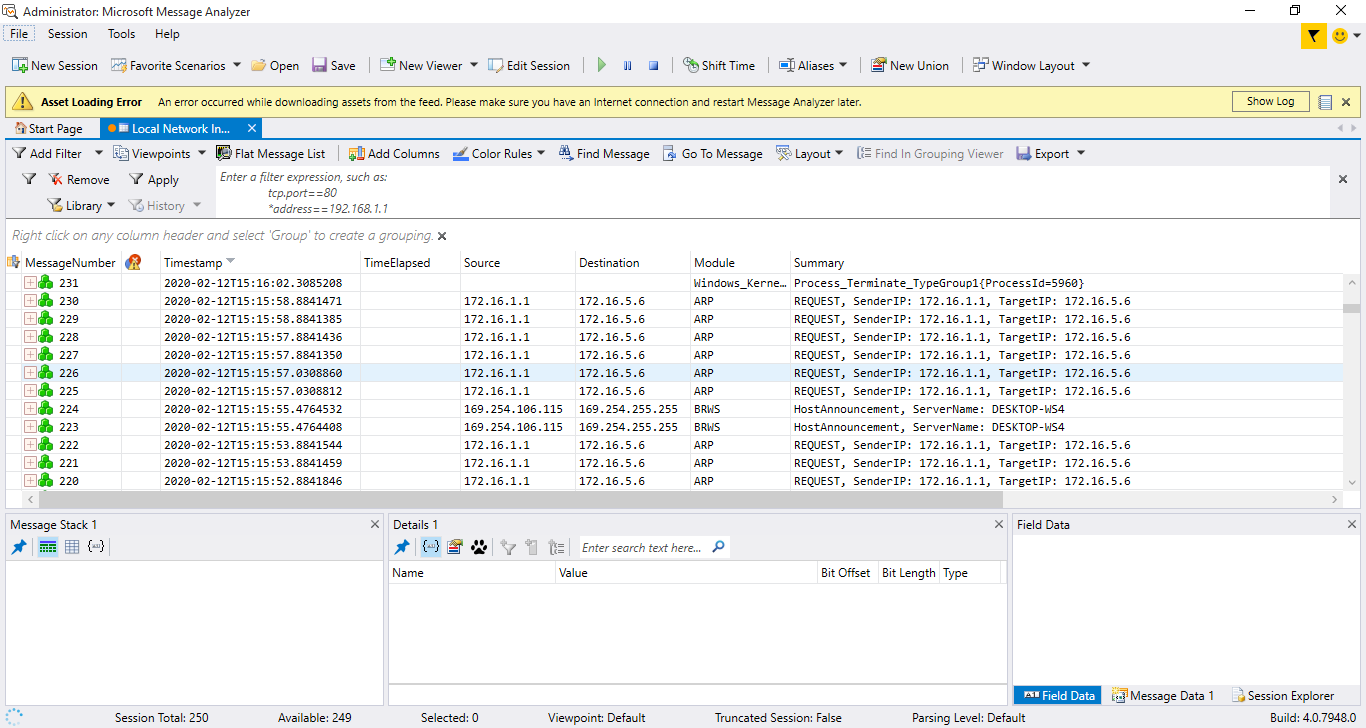 Administrator: Microsoft Message Analyzer
File Session Tools Help
New Session Favorite Scenarios Open Save New Viewer Edit Session Shift Time Aliases New Union Window Layout
Asset Loading Error An error occurred while downloading assets from the feed. Please make sure you have an Internet connection and restart Message Analyzer later. Show Log
Start Page Local Network In...
Add Filter Viewpoints Flat Message List Add Columns Color Rules Find Message Go To Message Layout Find In Grouping Viewer Export
Remove Apply Enter a filter expression, such as:
tcp.port==80
Library History *address==192.168.1.1
Right click on any column header and select 'Group' to create a grouping.
MessageNumber Timestamp TimeElapsed Source Destination Module Summary
231 2020-02-12T15:16:02.3085208 Windows_Kerne... Process_Terminate_TypeGroup1{ProcessId=5960}
230 2020-02-12T15:15:58.8841471 172.16.1.1 172.16.5.6 ARP REQUEST, SenderIP: 172.16.1.1, TargetIP: 172.16.5.6
229 2020-02-12T15:15:58.8841385 172.16.1.1 172.16.5.6 ARP REQUEST, SenderIP: 172.16.1.1, TargetIP: 172.16.5.6
228 2020-02-12T15:15:57.8841436 172.16.1.1 172.16.5.6 ARP REQUEST, SenderIP: 172.16.1.1, TargetIP: 172.16.5.6
227 2020-02-12T15:15:57.8841350 172.16.1.1 172.16.5.6 ARP REQUEST, SenderIP: 172.16.1.1, TargetIP: 172.16.5.6
226 2020-02-12T15:15:57.0308860 172.16.1.1 172.16.5.6 ARP REQUEST, SenderIP: 172.16.1.1, TargetIP: 172.16.5.6
225 2020-02-12T15:15:57.0308812 172.16.1.1 172.16.5.6 ARP REQUEST, SenderIP: 172.16.1.1, TargetIP: 172.16.5.6
224 2020-02-12T15:15:55.4764532 169.254.106.115 169.254.255.255 BRWS HostAnnouncement, ServerName: DESKTOP-WS4
223 2020-02-12T15:15:55.4764408 169.254.106.115 169.254.255.255 BRWS HostAnnouncement, ServerName: DESKTOP-WS4
222 2020-02-12T15:15:53.8841544 172.16.1.1 172.16.5.6 ARP REQUEST, SenderIP: 172.16.1.1, TargetIP: 172.16.5.6
221 2020-02-12T15:15:53.8841459 172.16.1.1 172.16.5.6 ARP REQUEST, SenderIP: 172.16.1.1, TargetIP: 172.16.5.6
220 2020-02-12T15:15:52.8841846 172.16.1.1 172.16.5.6 ARP REQUEST, SenderIP: 172.16.1.1, TargetIP: 172.16.5.6
Message Stack 1 Details 1 Field Data
Enter search text here...
Name Value Bit Offset Bit Length Type
Field Data Message Data 1 Session Explorer
Session Total: 250 Available: 249 Selected: 0 Viewpoint: Default Truncated Session: False Parsing Level: Default Build: 4.0.7948.0